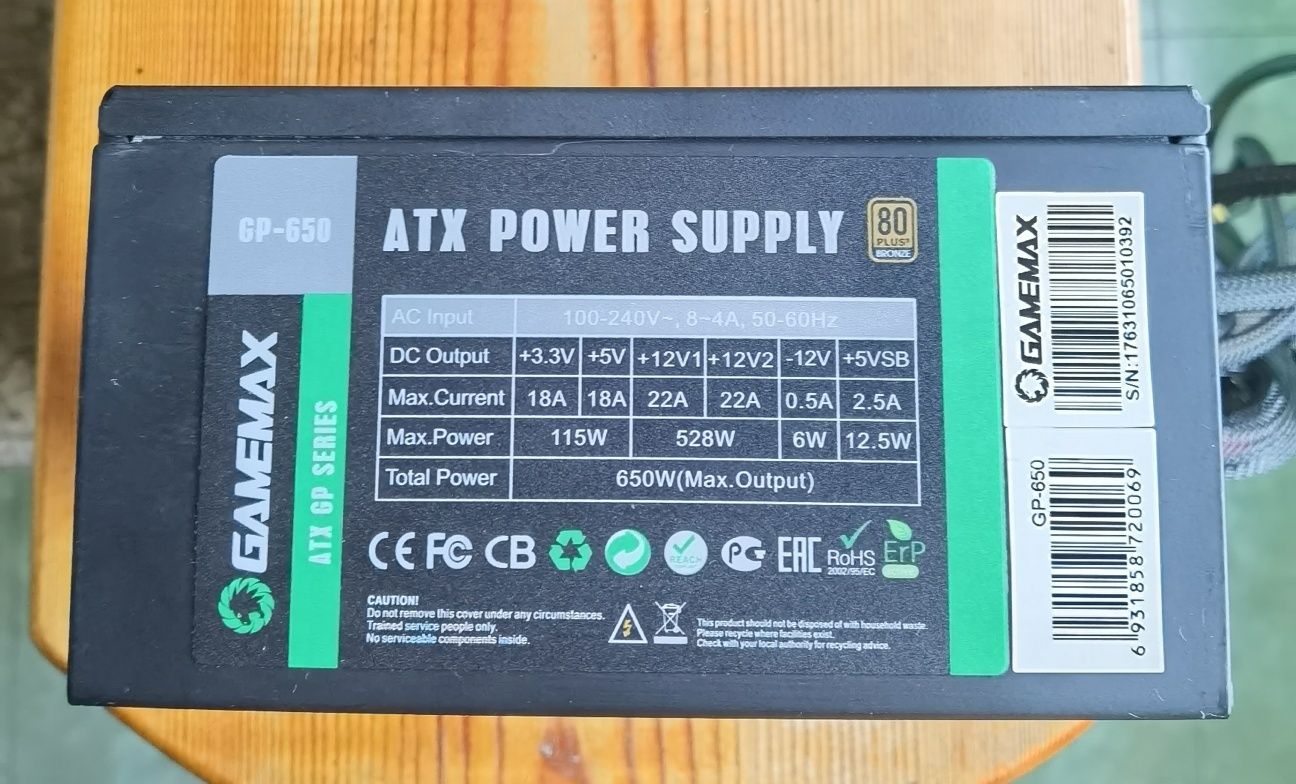 GP-650
ATX POWER SUPPLY
80
PLUS®
BRONZE
AC Input 100-240V~, 8~4A, 50-60Hz
DC Output +3.3V +5V +12V1 +12V2 -12V +5VSB
Max.Current 18A 18A 22A 22A 0.5A 2.5A
Max.Power 115W 528W 6W 12.5W
Total Power 650W(Max.Output)
GAMEMAX
ATX GP SERIES
CE FC CB REACH PG EAC RoHS ErP
2002/95/EC
CAUTION!
Do not remove this cover under any circumstances.
Trained service people only.
No serviceable components inside.
This product should not be disposed of with household waste.
Please recycle where facilities exist.
Check with your local authority for recycling advice.
GAMEMAX
S/N:17631065010392
GP-650
6 931858 720069